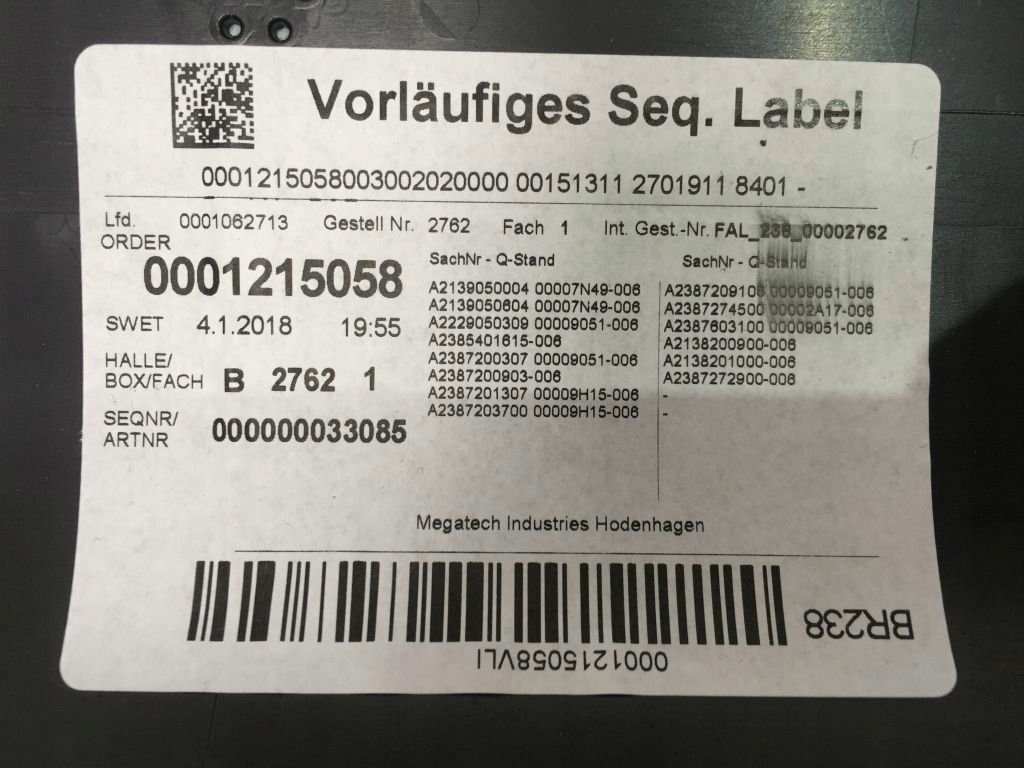 Vorläufiges Seq. Label
0001215058003002020000 00151311 2701911 8401 -
Lfd. 0001062713 Gestell Nr. 2762 Fach 1 Int. Gest.-Nr. FAL_238_00002762
ORDER
0001215058
SWET 4.1.2018 19:55
HALLE/
BOX/FACH B 2762 1
SEQNR/
ARTNR 000000033085
SachNr - Q-Stand
A2139050004 00007N49-006
A2139050604 00007N49-006
A2229050309 00009051-006
A2385401615-006
A2387200307 00009051-006
A2387200903-006
A2387201307 00009H15-006
A2387203700 00009H15-006
SachNr - Q-Stand
A2387209106 00009051-006
A2387274500 00002A17-006
A2387603100 00009051-006
A2138200900-006
A2138201000-006
A2387272900-006
-
-
Megatech Industries Hodenhagen
BR238
0001215058VLI